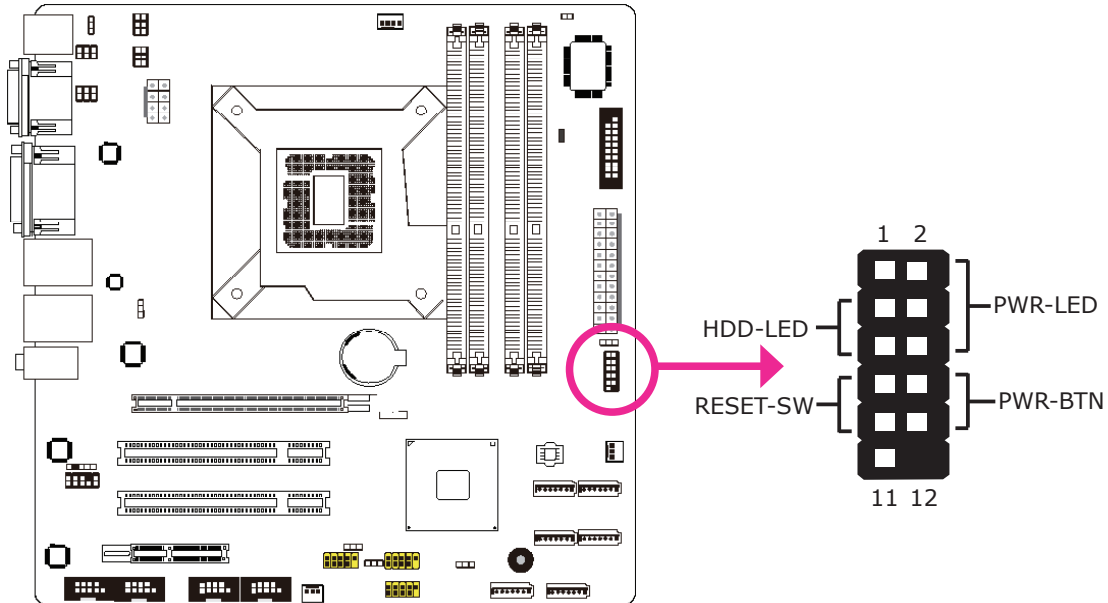 1 2
PWR-LED
HDD-LED
RESET-SW
PWR-BTN
11 12